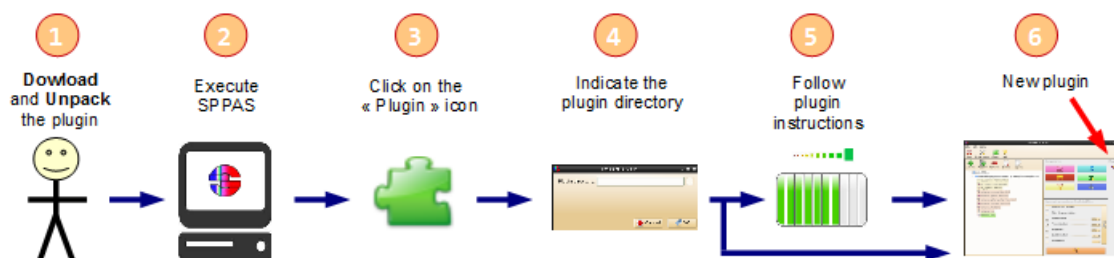 1
Dowload
and Unpack
the plugin
2
Execute
SPPAS
3
Click on the
« Plugin » icon
4
Indicate the
plugin directory
5
Follow
plugin
instructions
6
New plugin